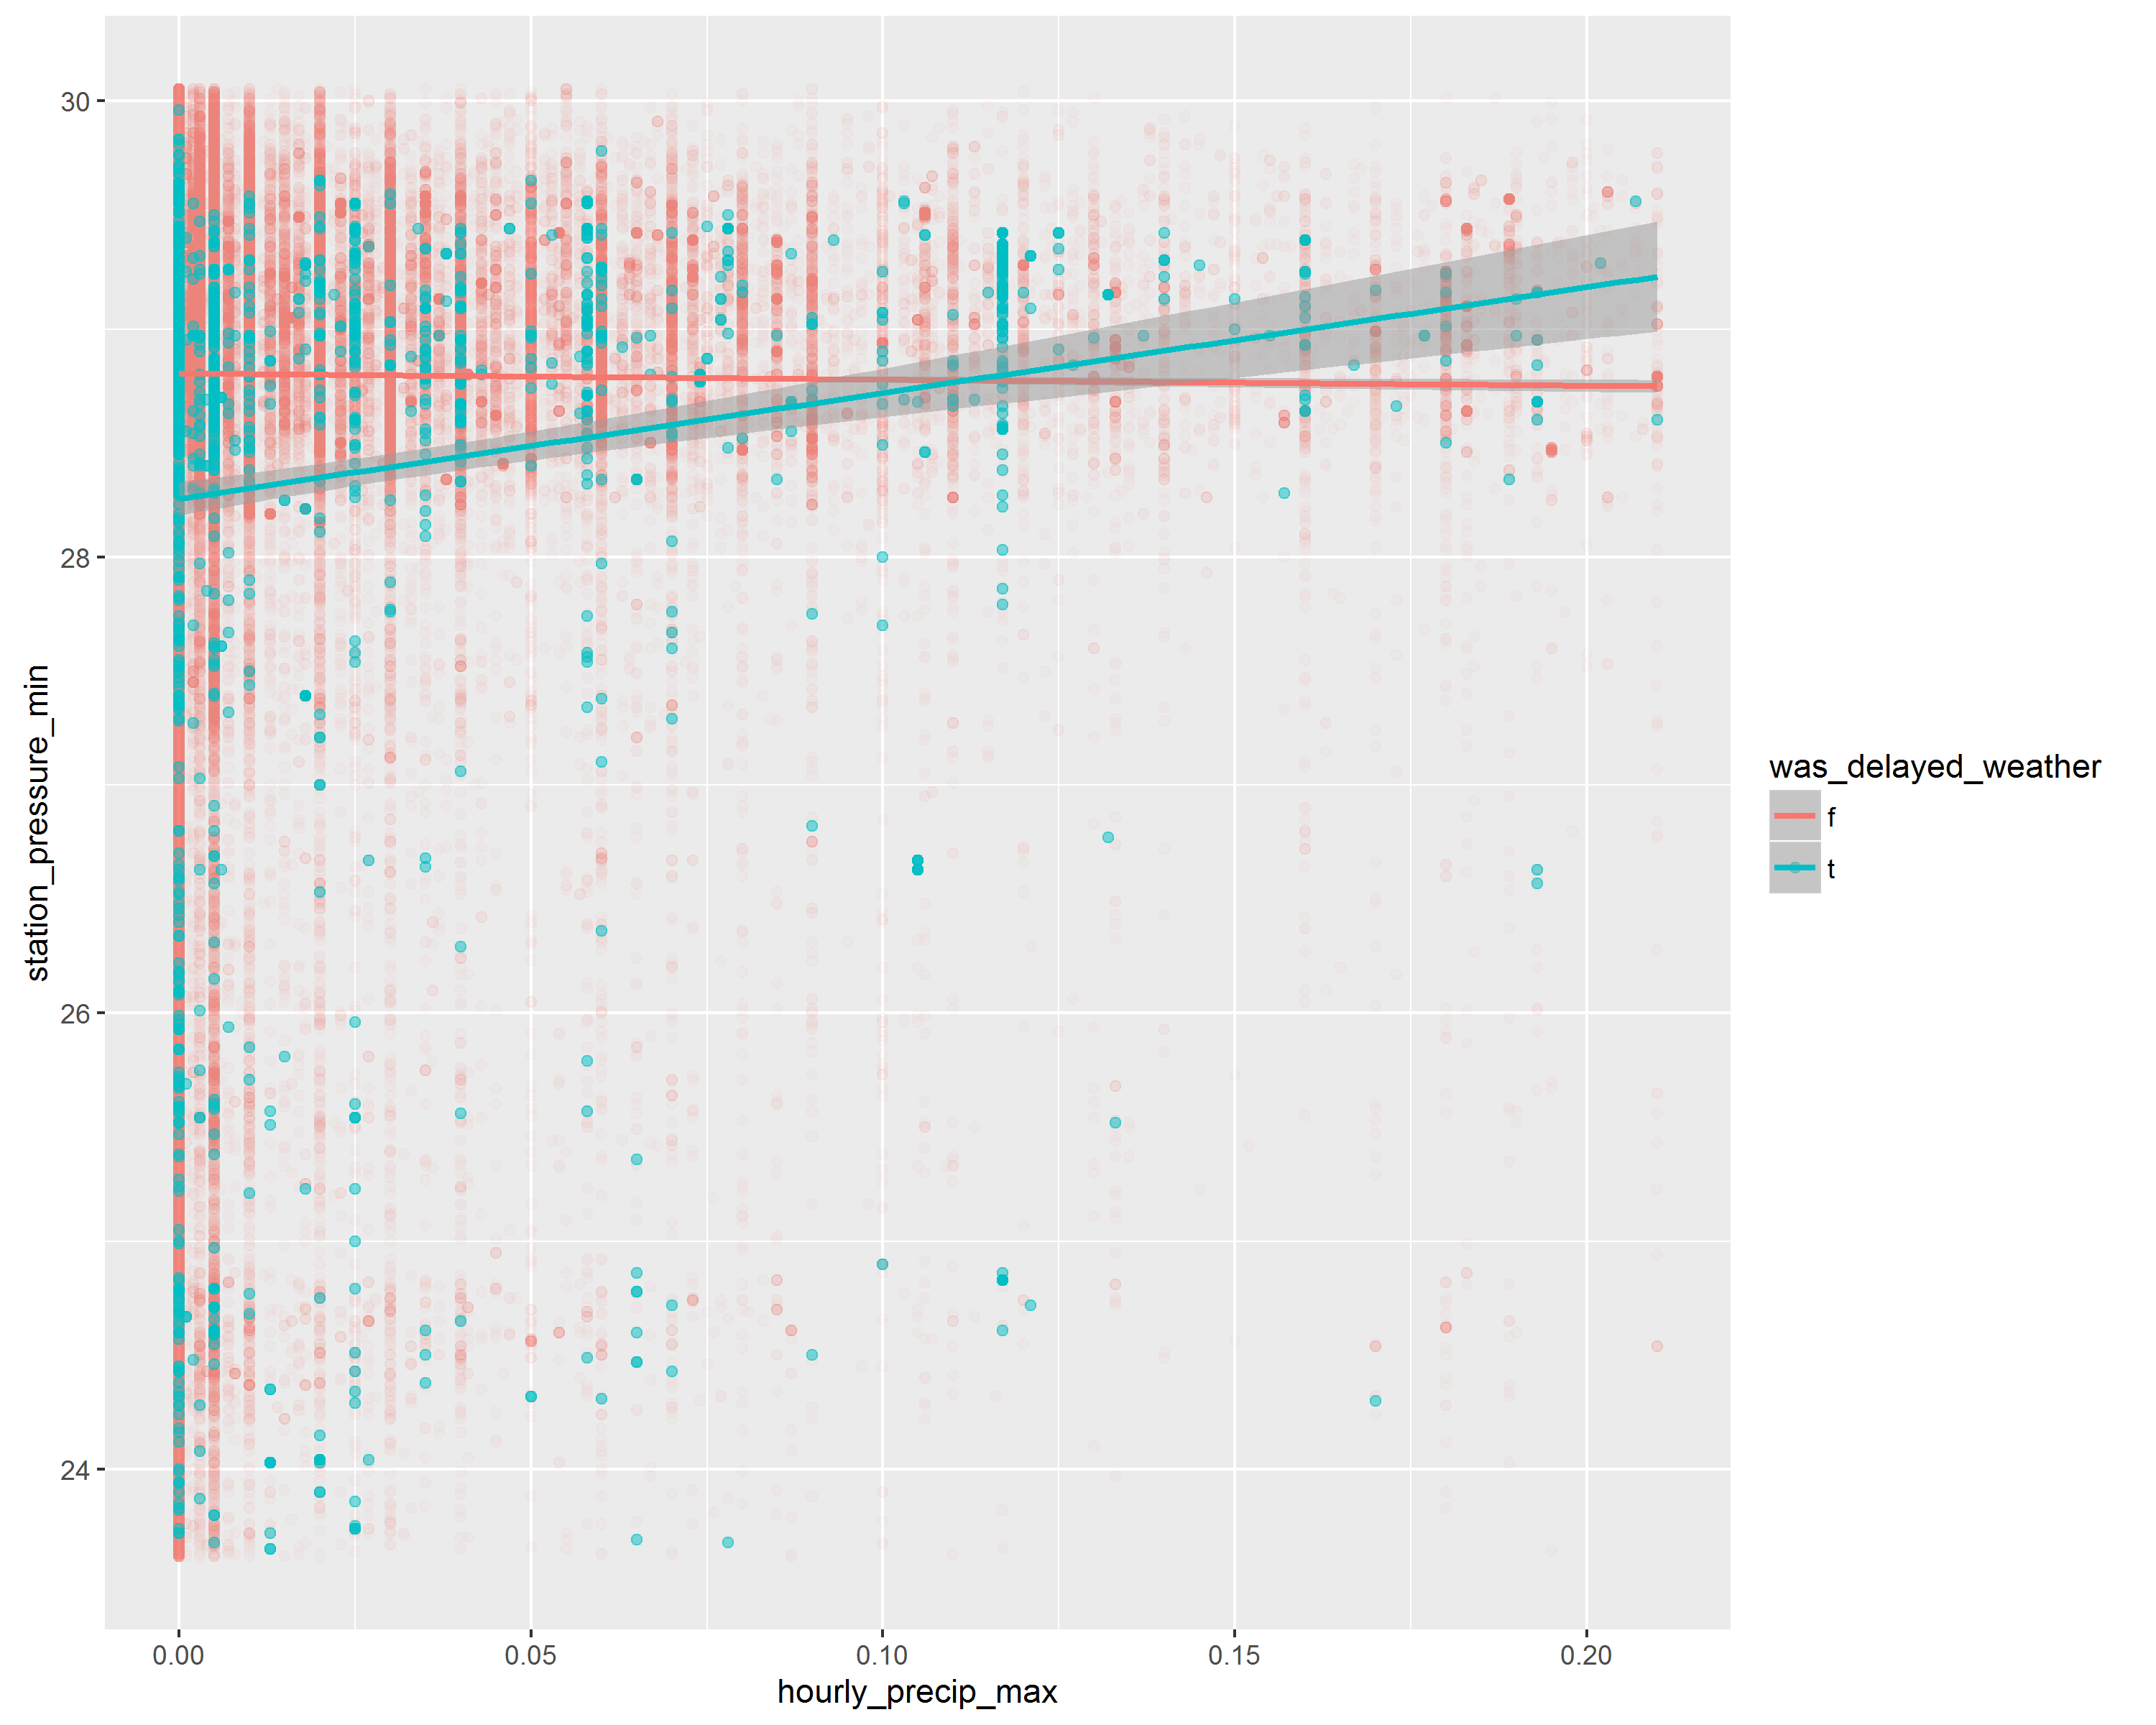 30
28
26
24
station_pressure_min
0.00 0.05 0.10 0.15 0.20
hourly_precip_max
was_delayed_weather
f
t